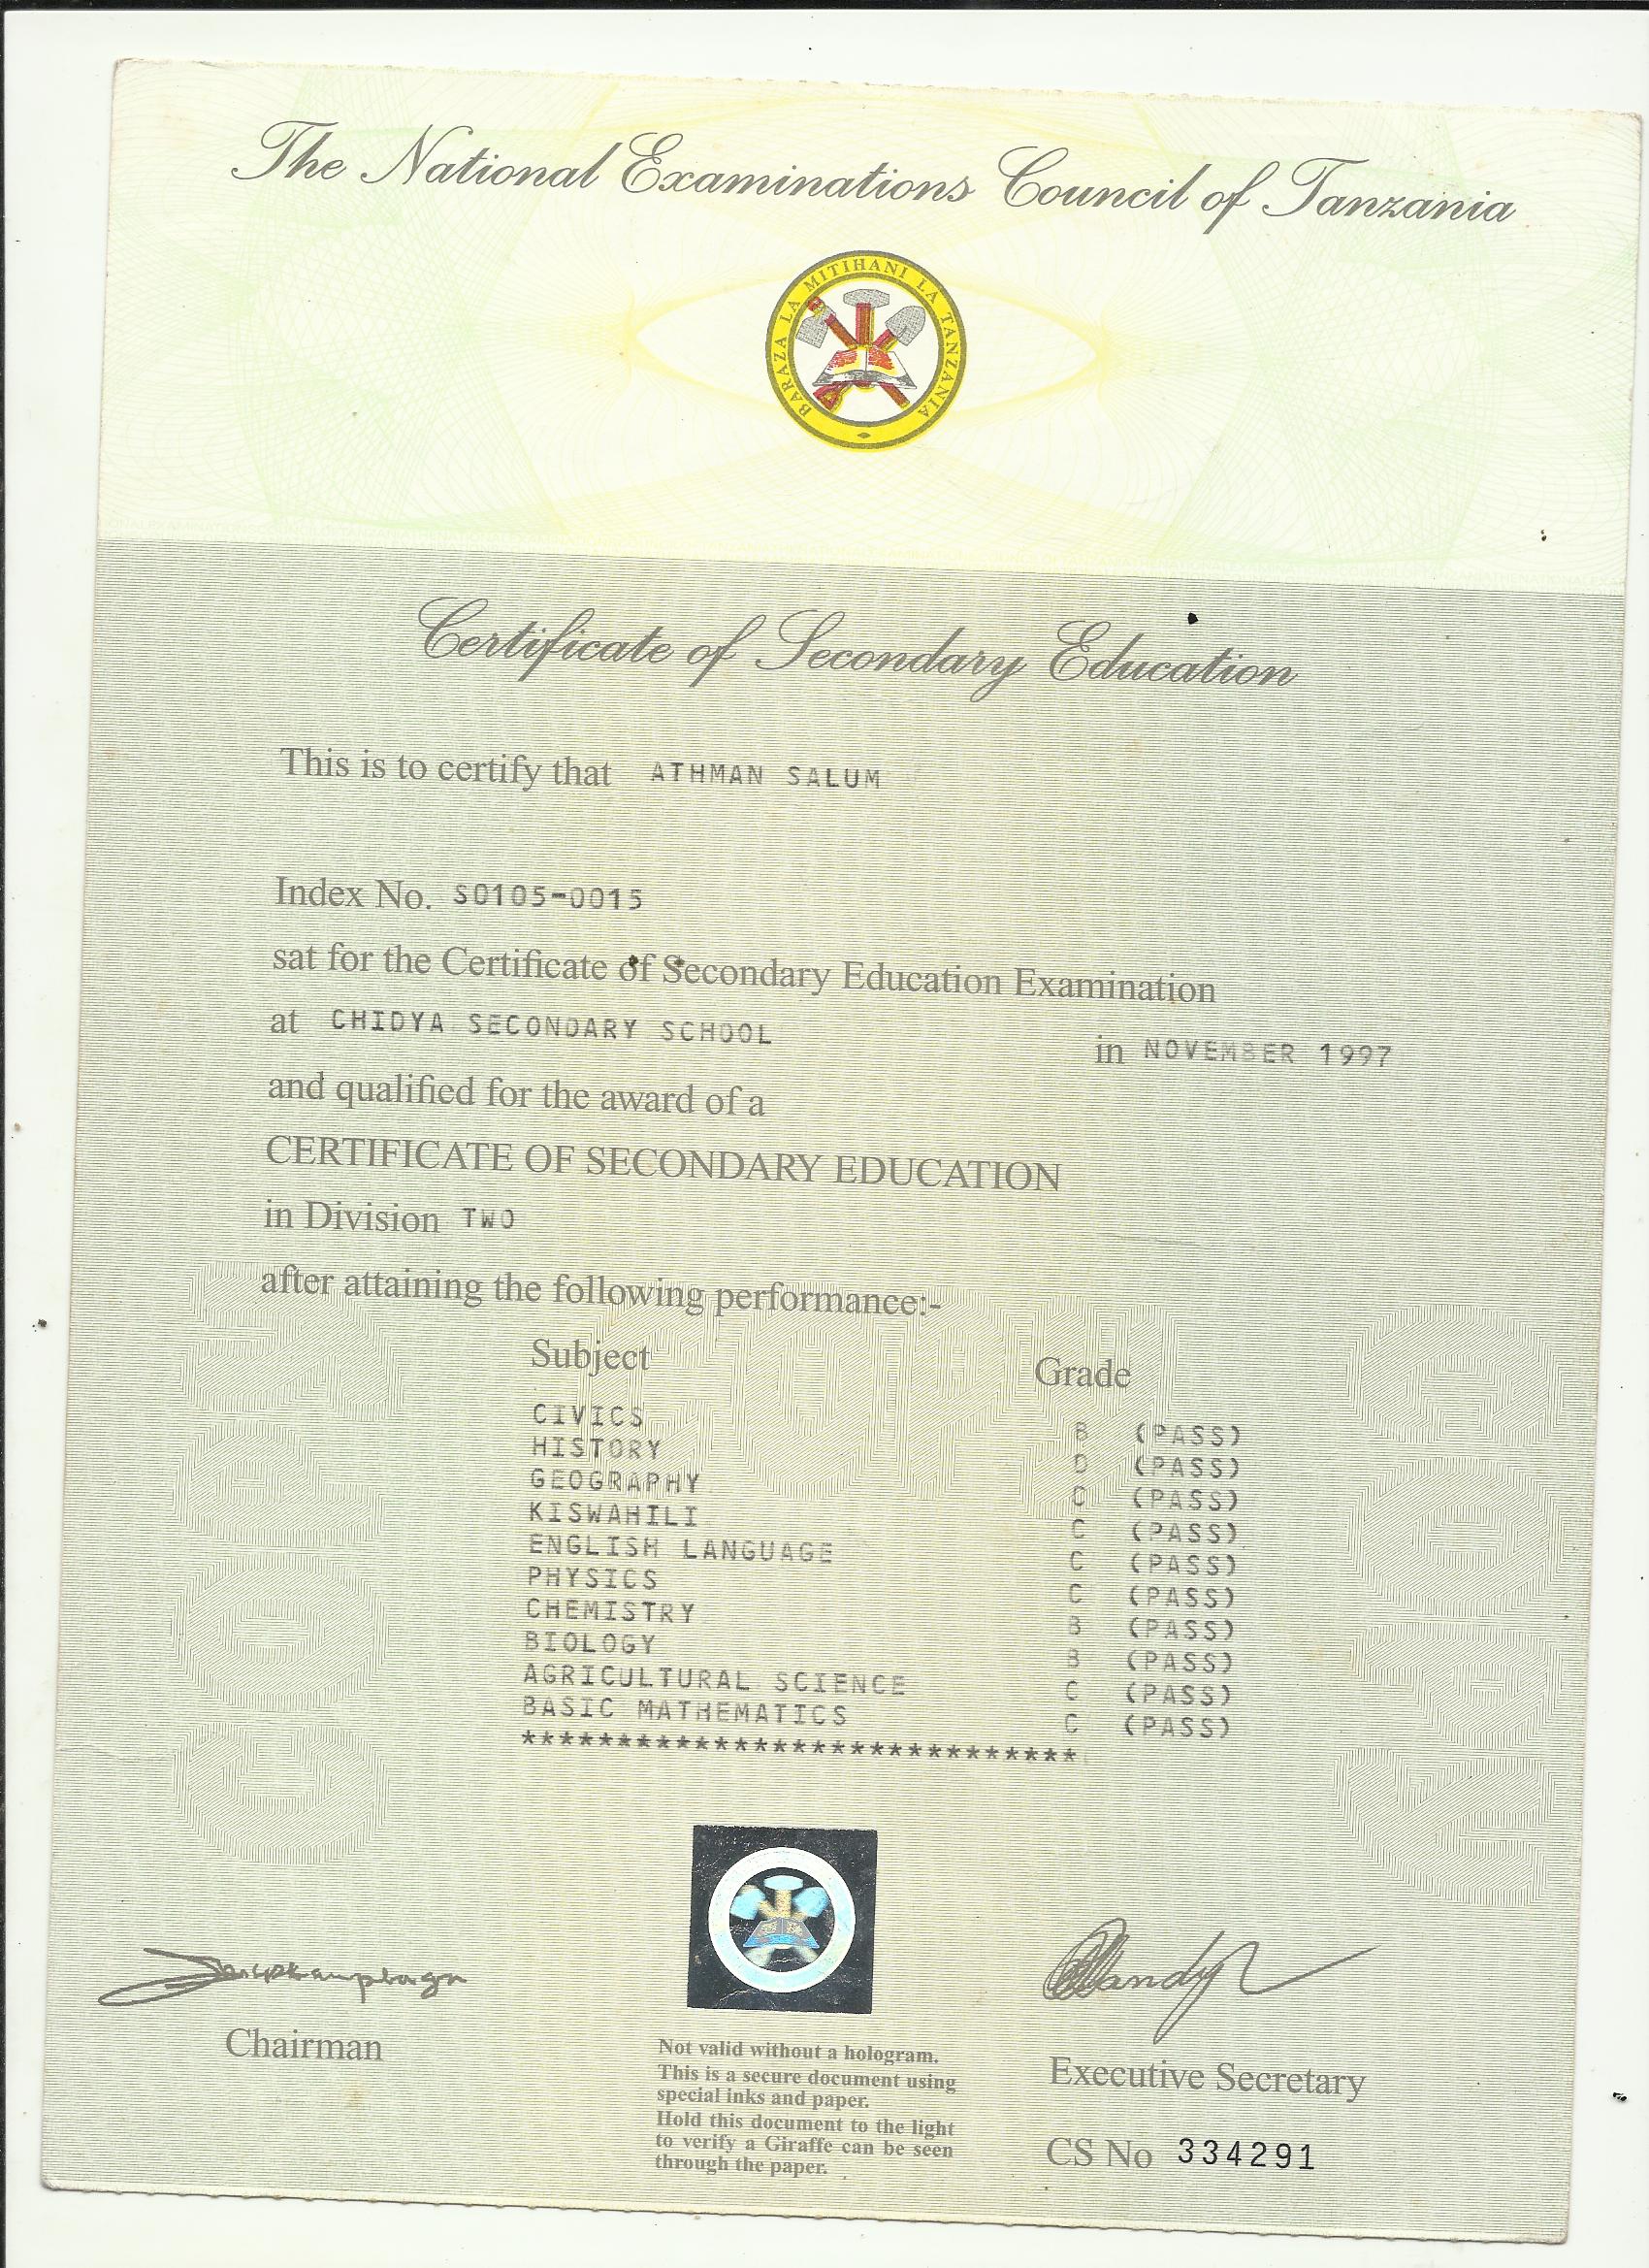 The National Examinations Council of Tanzania
BARAZA LA MITIHANI LA TANZANIA
Certificate of Secondary Education
This is to certify that ATHMAN SALUM
Index No. S0105-0015
sat for the Certificate of Secondary Education Examination
at CHIDYA SECONDARY SCHOOL in NOVEMBER 1997
and qualified for the award of a
CERTIFICATE OF SECONDARY EDUCATION
in Division TWO
after attaining the following performance:-
Subject Grade
CIVICS B (PASS)
HISTORY D (PASS)
GEOGRAPHY C (PASS)
KISWAHILI C (PASS)
ENGLISH LANGUAGE C (PASS)
PHYSICS C (PASS)
CHEMISTRY B (PASS)
BIOLOGY B (PASS)
AGRICULTURAL SCIENCE C (PASS)
BASIC MATHEMATICS C (PASS)
*****************************
COPY
COPY
COPY
Chairman
Not valid without a hologram.
This is a secure document using
special inks and paper.
Hold this document to the light
to verify a Giraffe can be seen
through the paper.
Executive Secretary
CS No 334291